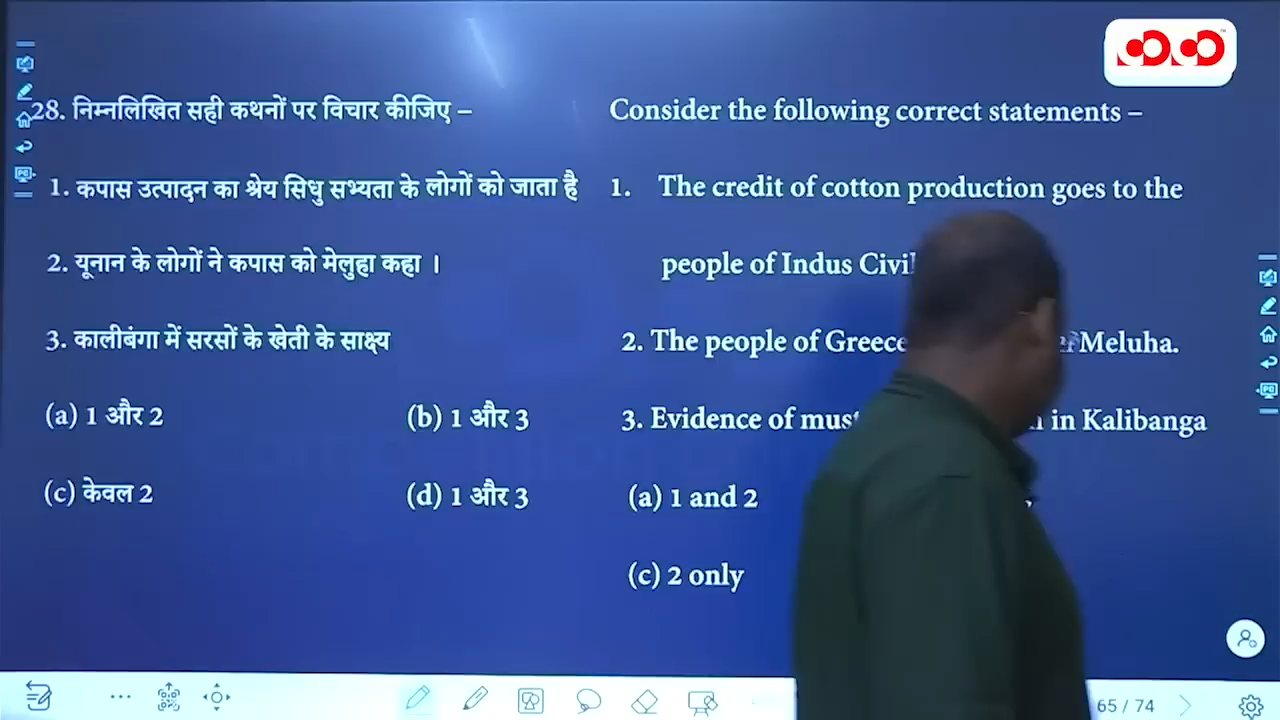 28. निम्नलिखित सही कथनों पर विचार कीजिए –
1. कपास उत्पादन का श्रेय सिधु सभ्यता के लोगों को जाता है
2. यूनान के लोगों ने कपास को मेलुहा कहा ।
3. कालीबंगा में सरसों के खेती के साक्ष्य
(a) 1 और 2 (b) 1 और 3
(c) केवल 2 (d) 1 और 3
Consider the following correct statements –
1. The credit of cotton production goes to the
people of Indus
2. The people of Greece Meluha.
3. Evidence of in Kalibanga
(a) 1 and 2
(c) 2 only
65 / 74